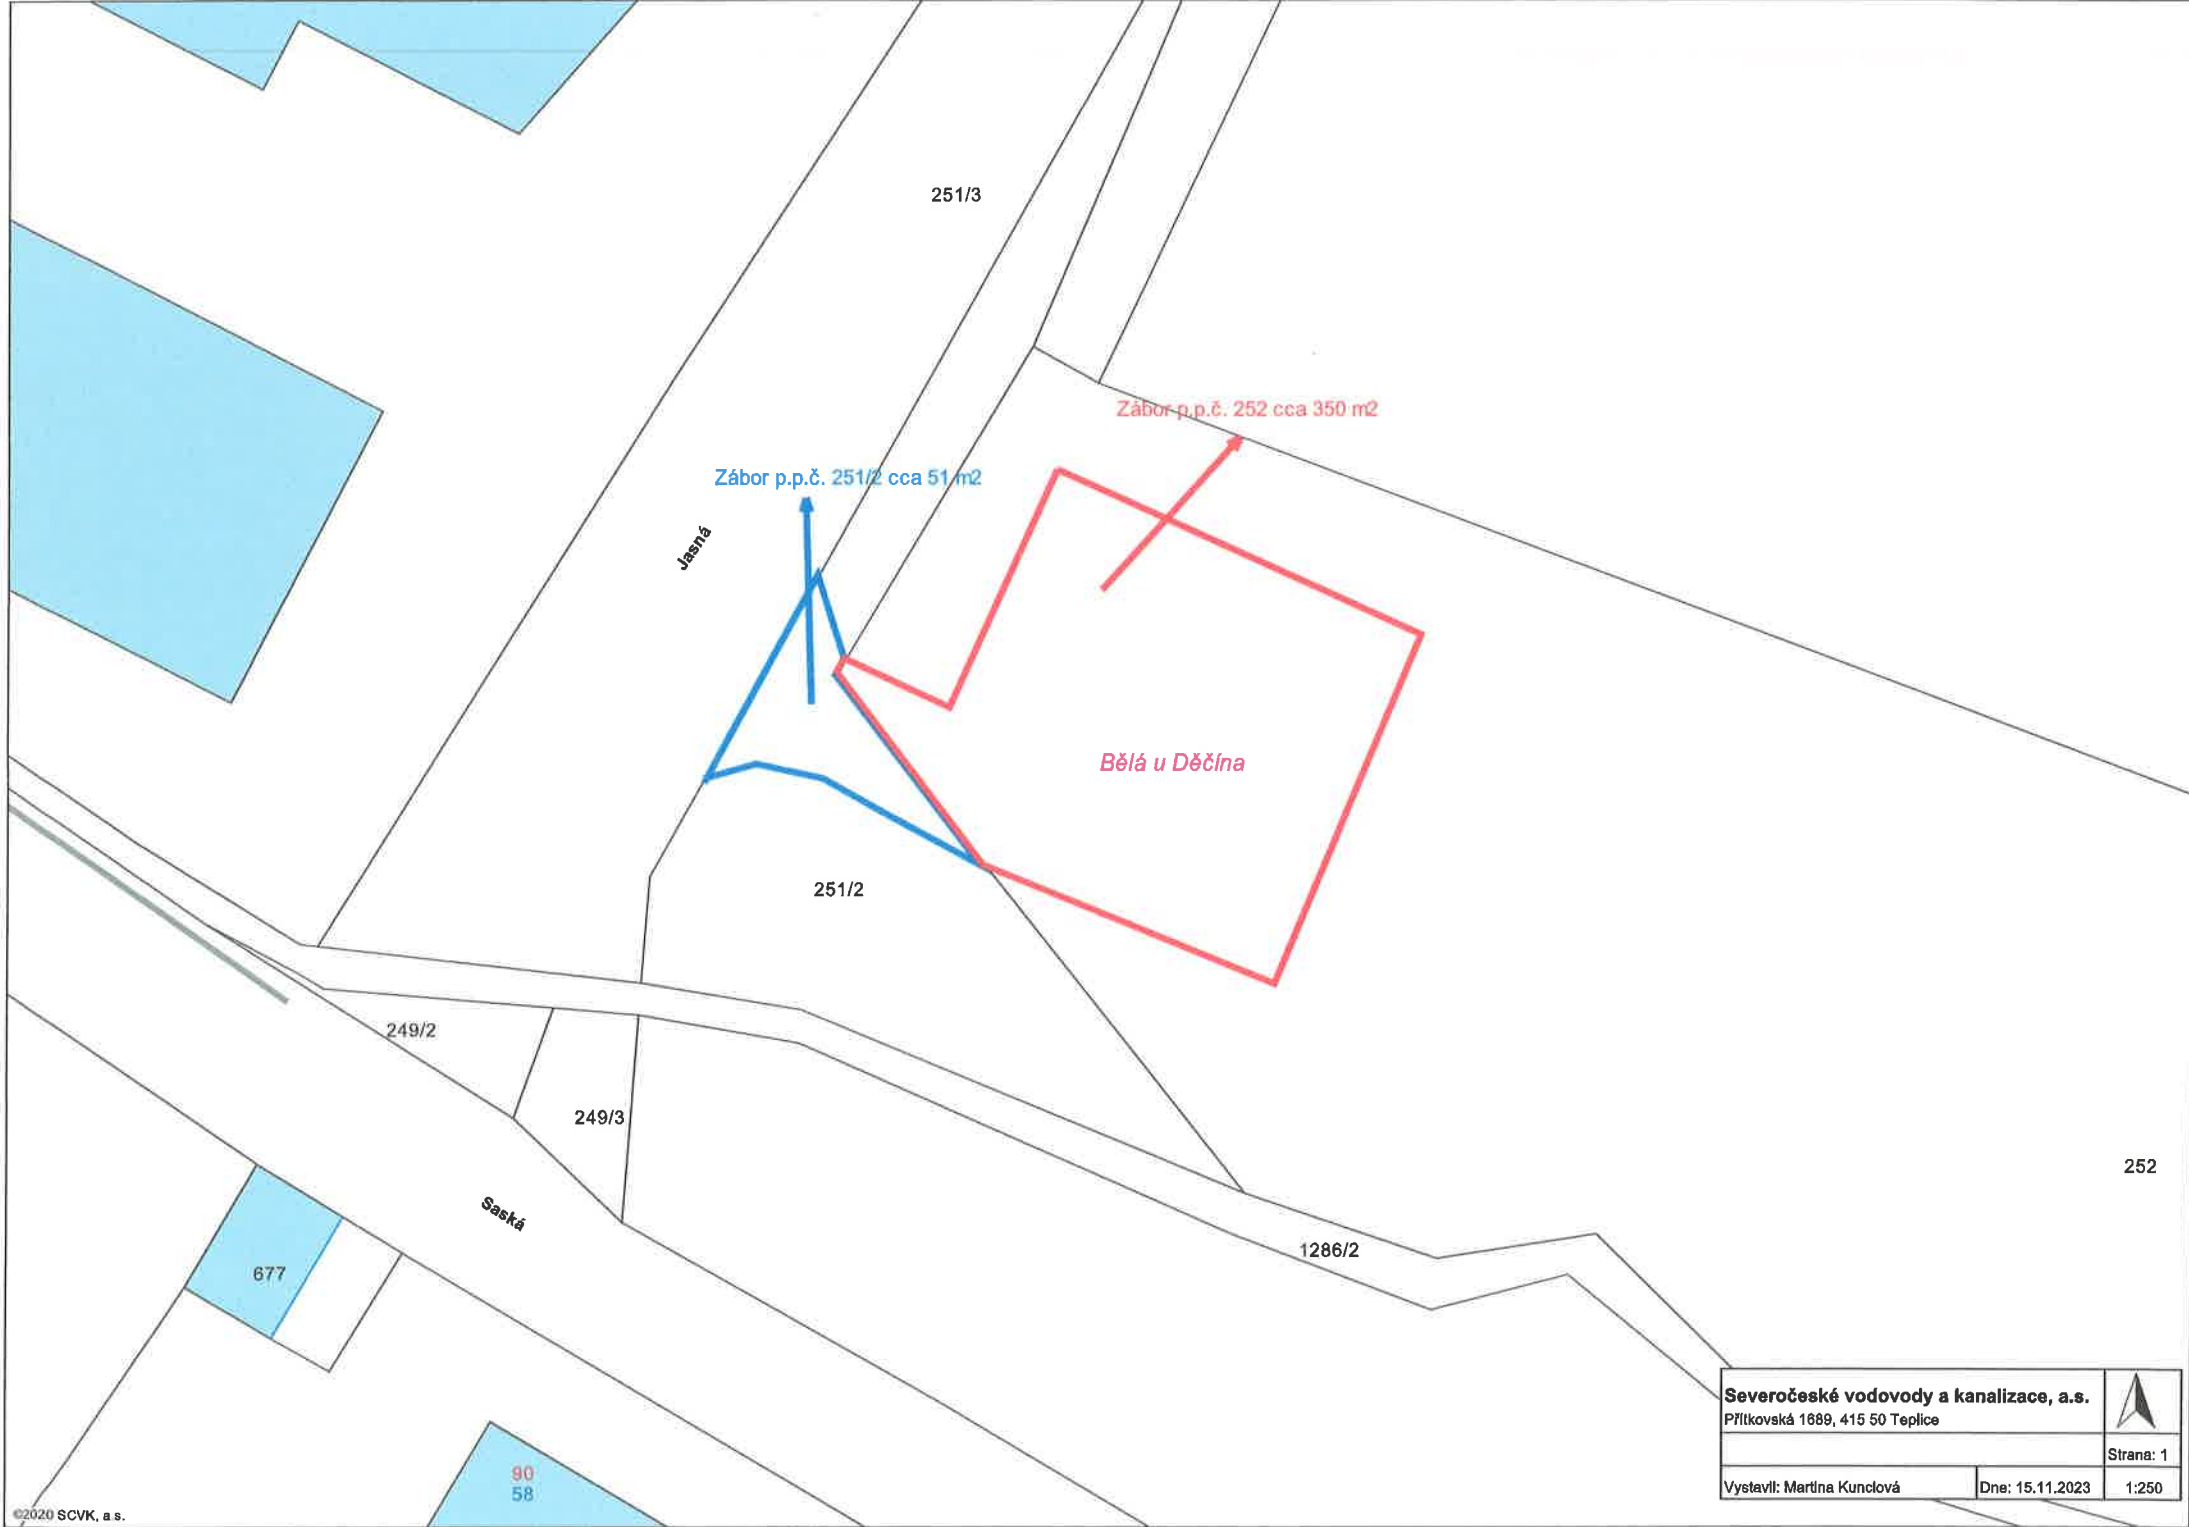 251/3
Zábor p.p.č. 252 cca 350 m2
Zábor p.p.č. 251/2 cca 51 m2
Jasná
Bělá u Děčína
251/2
249/2
249/3
Saská
252
1286/2
677
90
58
Severočeské vodovody a kanalizace, a.s.
Přítkovská 1689, 415 50 Teplice
Strana: 1
Vystavil: Martina Kunclová
Dne: 15.11.2023
1:250
©2020 SCVK, a.s.